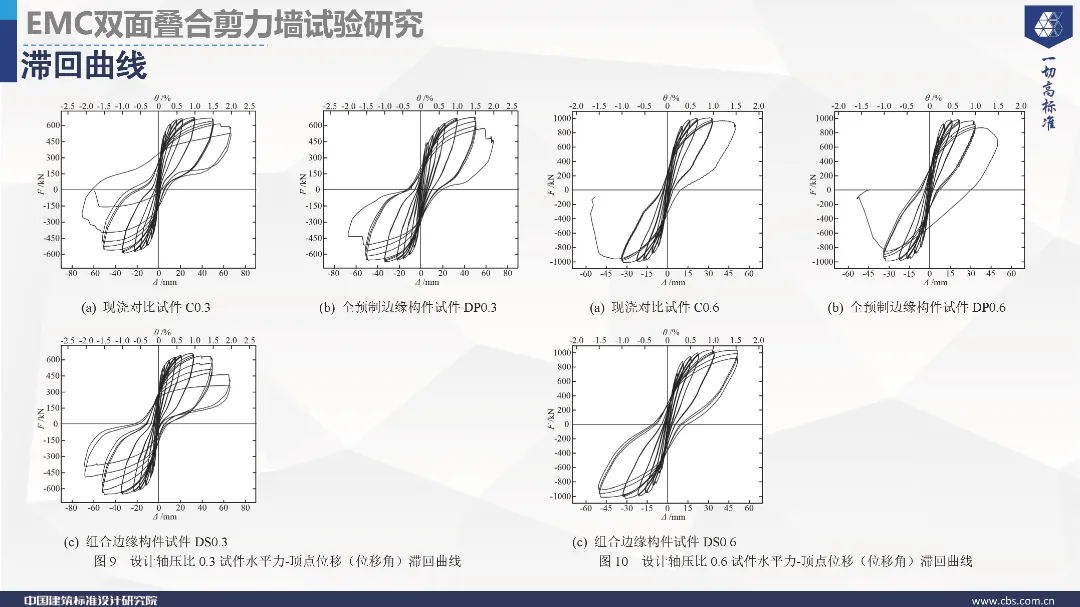 EMC双面叠合剪力墙试验研究
滞回曲线
一切高标准
θ /%
-2.5 -2.0 -1.5 -1.0 -0.5 0 0.5 1.0 1.5 2.0 2.5
600
450
300
150
0
-150
-300
-450
-600
F /kN
-80 -60 -40 -20 0 20 40 60 80
Δ /mm
(a) 现浇对比试件 C0.3
θ /%
-2.5 -2.0 -1.5 -1.0 -0.5 0 0.5 1.0 1.5 2.0 2.5
600
450
300
150
0
-150
-300
-450
-600
F /kN
-80 -60 -40 -20 0 20 40 60 80
Δ /mm
(b) 全预制边缘构件试件 DP0.3
θ /%
-2.0 -1.5 -1.0 -0.5 0 0.5 1.0 1.5 2.0
1000
800
600
400
200
0
-200
-400
-600
-800
-1000
F /kN
-60 -45 -30 -15 0 15 30 45 60
Δ /mm
(a) 现浇对比试件 C0.6
θ /%
-2.0 -1.5 -1.0 -0.5 0 0.5 1.0 1.5 2.0
1000
800
600
400
200
0
-200
-400
-600
-800
-1000
F /kN
-60 -45 -30 -15 0 15 30 45 60
Δ /mm
(b) 全预制边缘构件试件 DP0.6
θ /%
-2.5 -2.0 -1.5 -1.0 -0.5 0 0.5 1.0 1.5 2.0 2.5
600
450
300
150
0
-150
-300
-450
-600
F /kN
-80 -60 -40 -20 0 20 40 60 80
Δ /mm
(c) 组合边缘构件试件 DS0.3
图 9 设计轴压比 0.3 试件水平力-顶点位移（位移角）滞回曲线
θ /%
-2.0 -1.5 -1.0 -0.5 0 0.5 1.0 1.5 2.0
1000
800
600
400
200
0
-200
-400
-600
-800
-1000
F /kN
-60 -45 -30 -15 0 15 30 45 60
Δ /mm
(c) 组合边缘构件试件 DS0.6
图 10 设计轴压比 0.6 试件水平力-顶点位移（位移角）滞回曲线
中国建筑标准设计研究院
www.cbs.com.cn